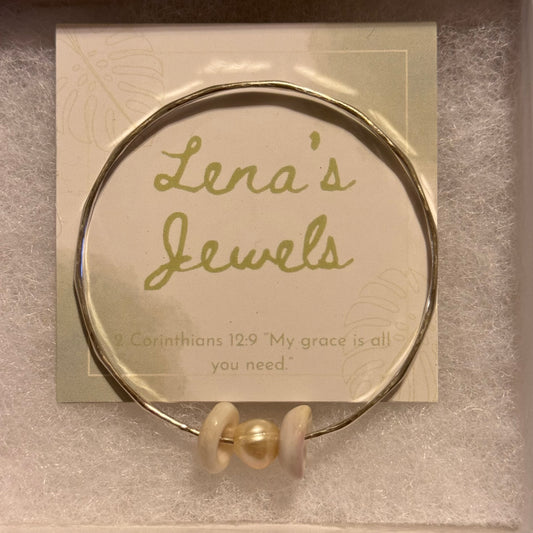 Lena's
Jewels
2 Corinthians 12:9 "My grace is all
you need."